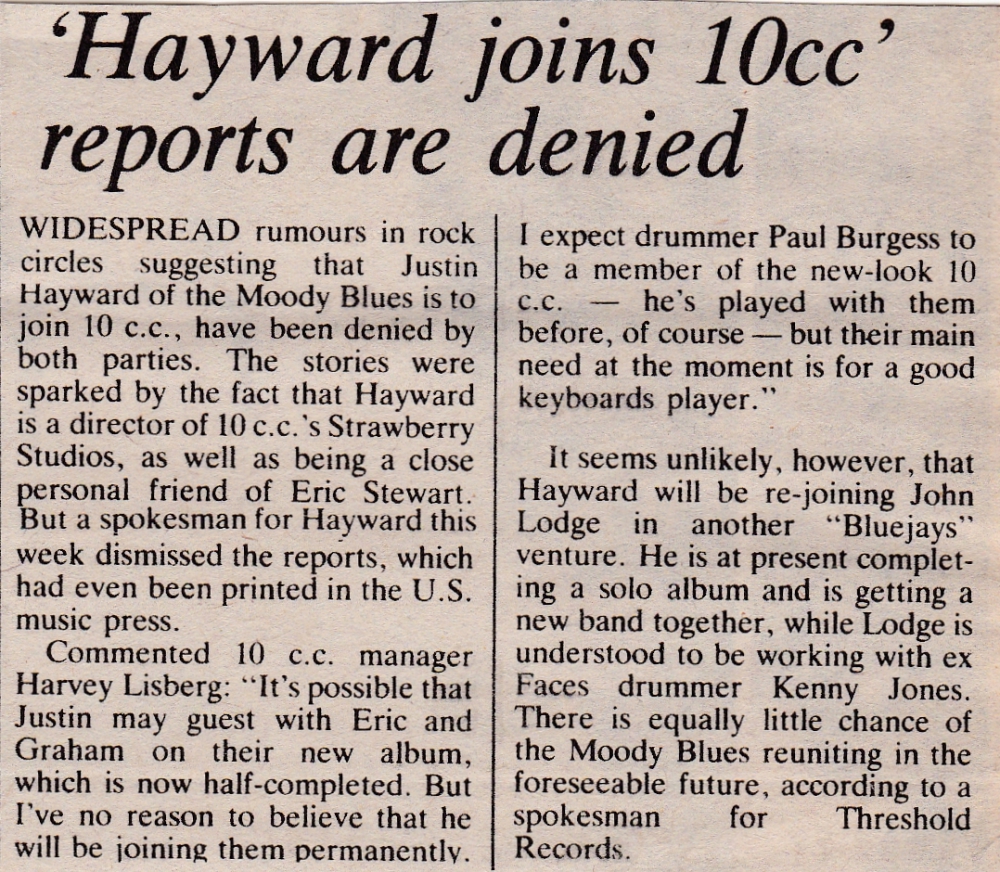 ‘Hayward joins 10cc’
reports are denied
WIDESPREAD rumours in rock
circles suggesting that Justin
Hayward of the Moody Blues is to
join 10 c.c., have been denied by
both parties. The stories were
sparked by the fact that Hayward
is a director of 10 c.c.'s Strawberry
Studios, as well as being a close
personal friend of Eric Stewart.
But a spokesman for Hayward this
week dismissed the reports, which
had even been printed in the U.S.
music press.
Commented 10 c.c. manager
Harvey Lisberg: “It's possible that
Justin may guest with Eric and
Graham on their new album,
which is now half-completed. But
I've no reason to believe that he
will be joining them permanently.
I expect drummer Paul Burgess to
be a member of the new-look 10
c.c. — he's played with them
before, of course — but their main
need at the moment is for a good
keyboards player.”
It seems unlikely, however, that
Hayward will be re-joining John
Lodge in another “Bluejays”
venture. He is at present complet-
ing a solo album and is getting a
new band together, while Lodge is
understood to be working with ex
Faces drummer Kenny Jones.
There is equally little chance of
the Moody Blues reuniting in the
foreseeable future, according to a
spokesman for Threshold
Records.